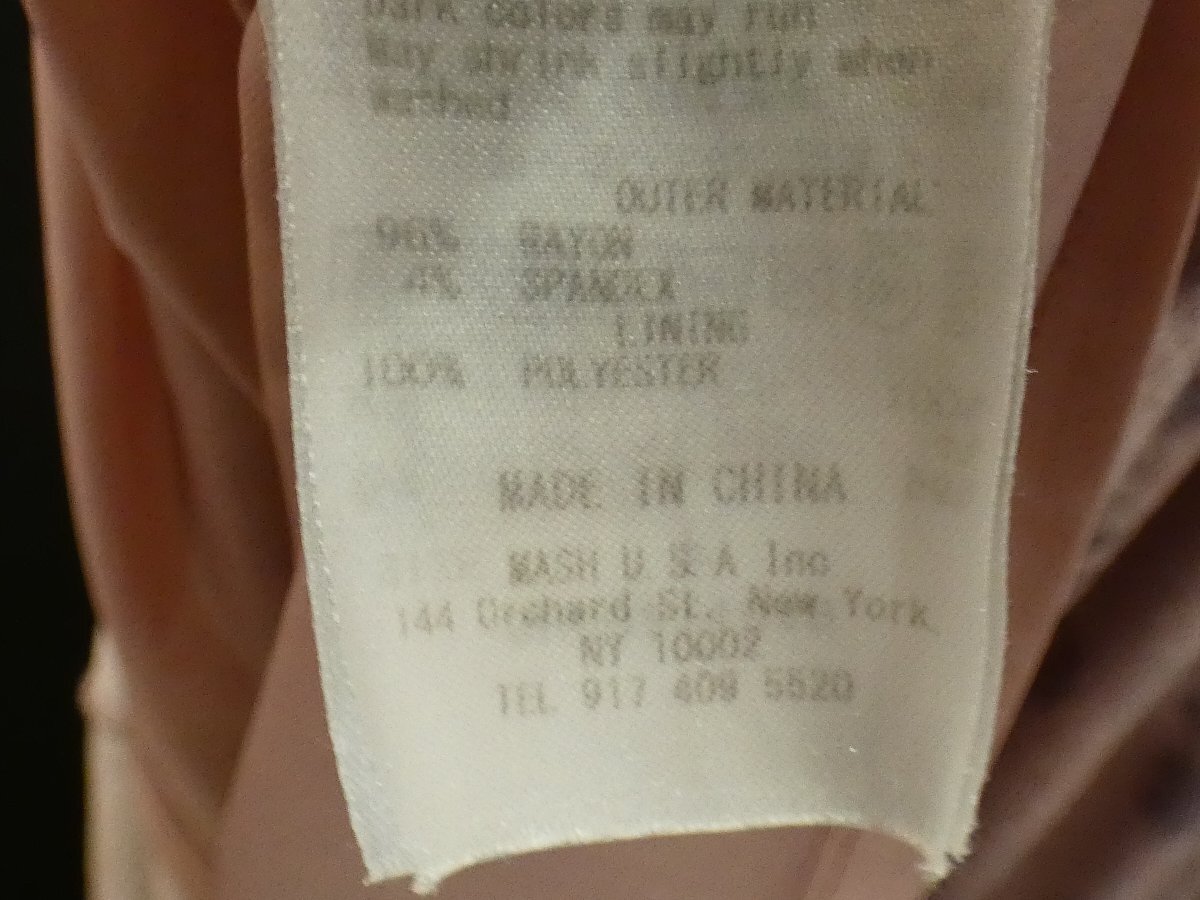 Dark colors may run
May shrink slightly when
washed
OUTER MATERIAL
96% RAYON
4% SPANDEX
LINING
100% POLYESTER
MADE IN CHINA
MASH U S A Inc
144 Orchard St. New York
NY 10002
TEL 917 409 5520